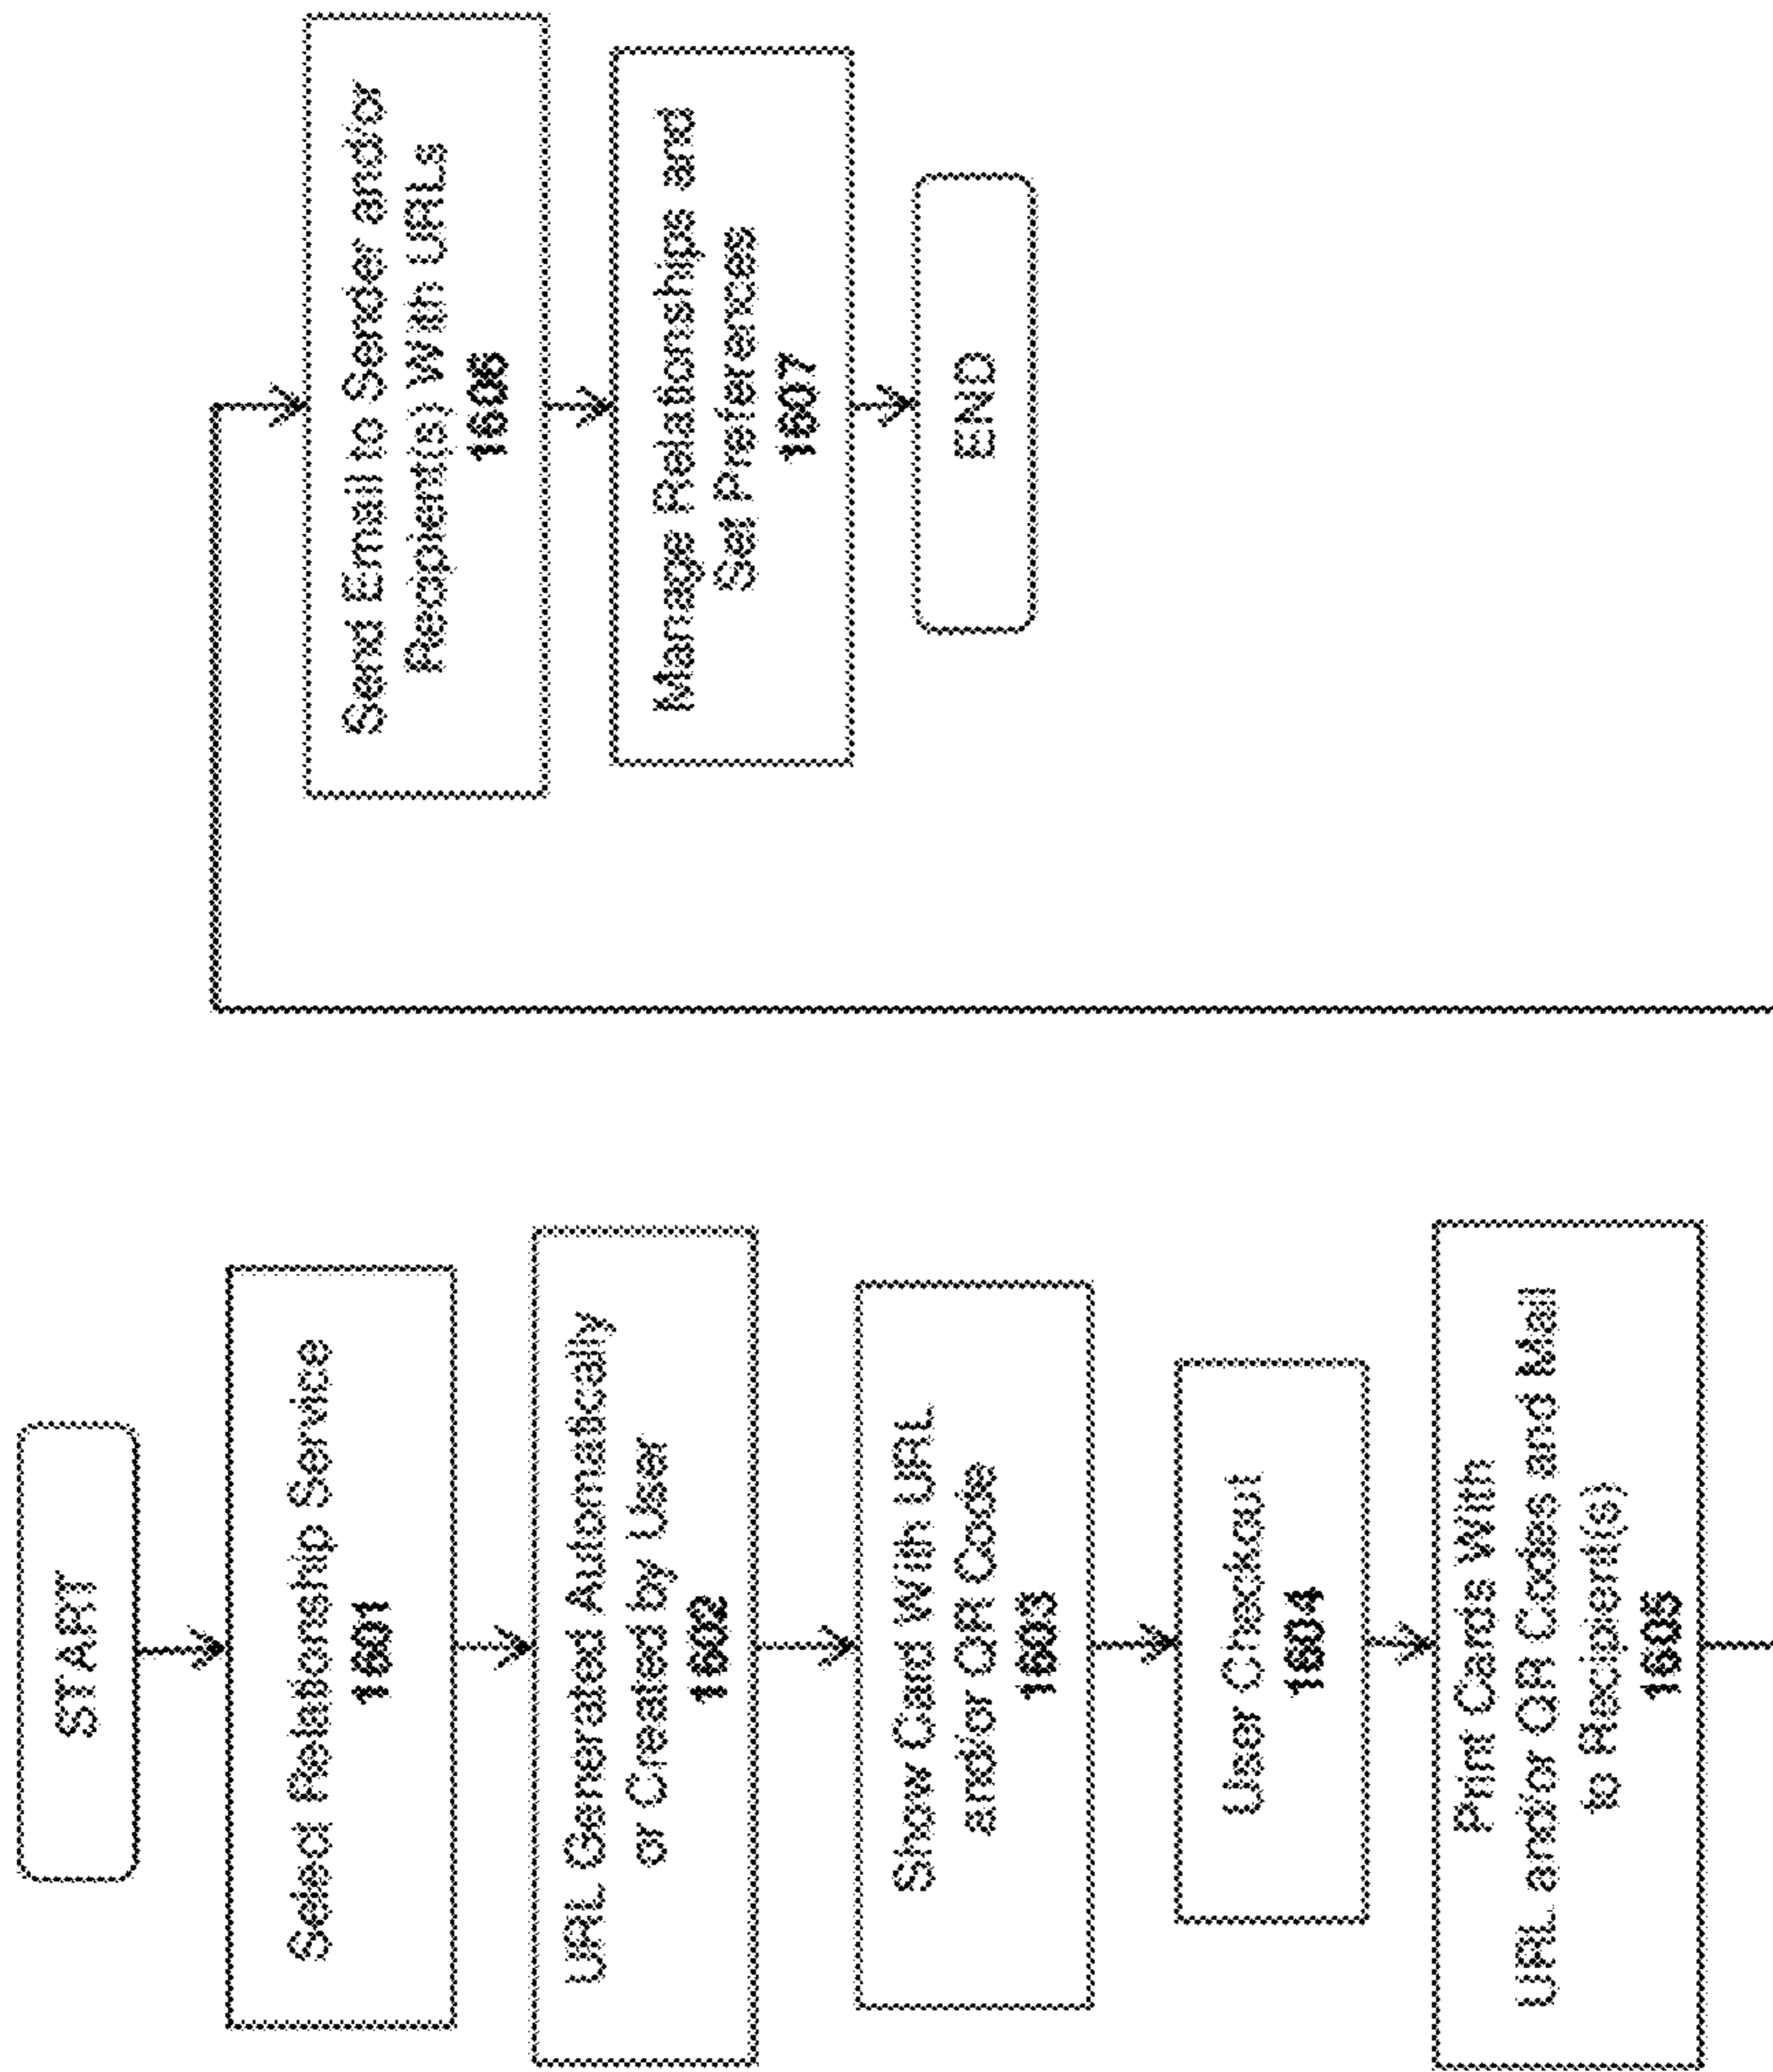 START
Select Relationship Service
1601
URL Generated Automatically
or Created by User
1602
Show Card With URL
and/or QR Code
1603
User Checkout
1604
Print Cards With
URL and/or QR Codes and Mail
to Recipient(s)
1605
Send Email to Sender and/or
Recipient(s) With URLs
1606
Manage Relationships and
Set Preferences
1607
END